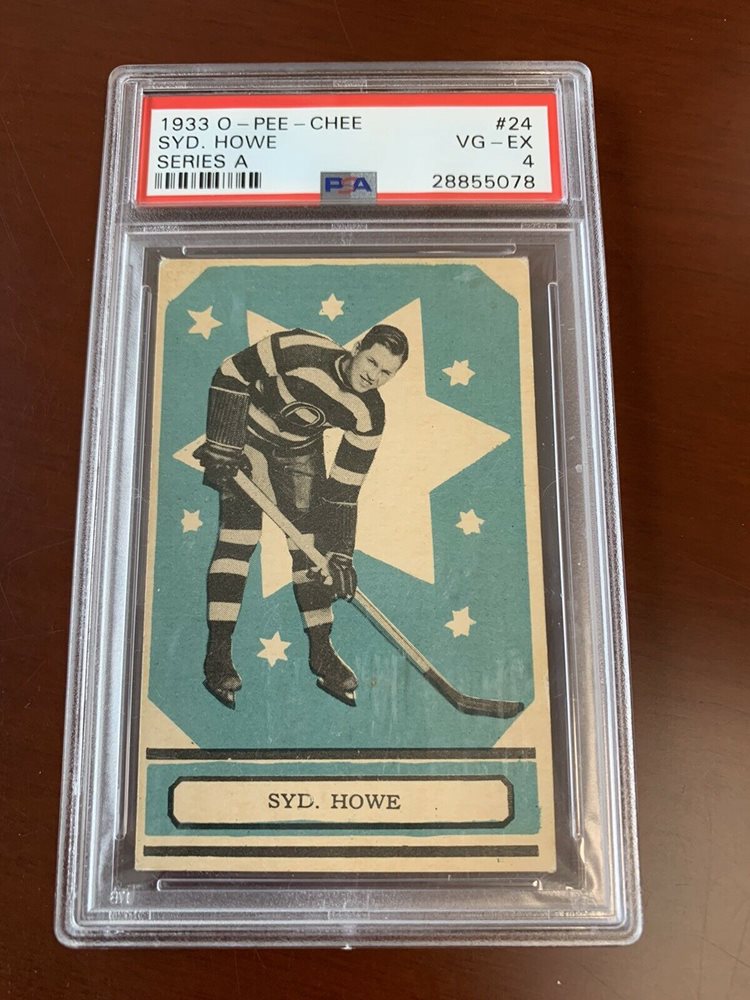 1933 O-PEE-CHEE #24
SYD. HOWE VG-EX
SERIES A 4
PSA 28855078
SYD. HOWE